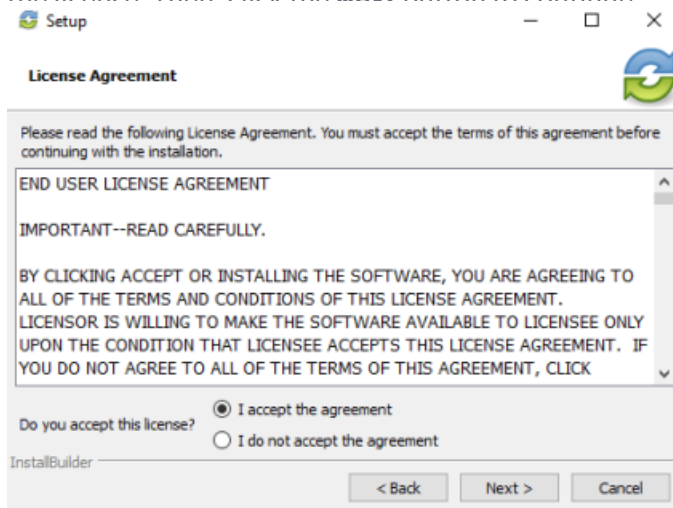 Setup
License Agreement
Please read the following License Agreement. You must accept the terms of this agreement before
continuing with the installation.
END USER LICENSE AGREEMENT
IMPORTANT--READ CAREFULLY.
BY CLICKING ACCEPT OR INSTALLING THE SOFTWARE, YOU ARE AGREEING TO
ALL OF THE TERMS AND CONDITIONS OF THIS LICENSE AGREEMENT.
LICENSOR IS WILLING TO MAKE THE SOFTWARE AVAILABLE TO LICENSEE ONLY
UPON THE CONDITION THAT LICENSEE ACCEPTS THIS LICENSE AGREEMENT. IF
YOU DO NOT AGREE TO ALL OF THE TERMS OF THIS AGREEMENT, CLICK
Do you accept this license?
I accept the agreement
I do not accept the agreement
InstallBuilder
< Back Next > Cancel